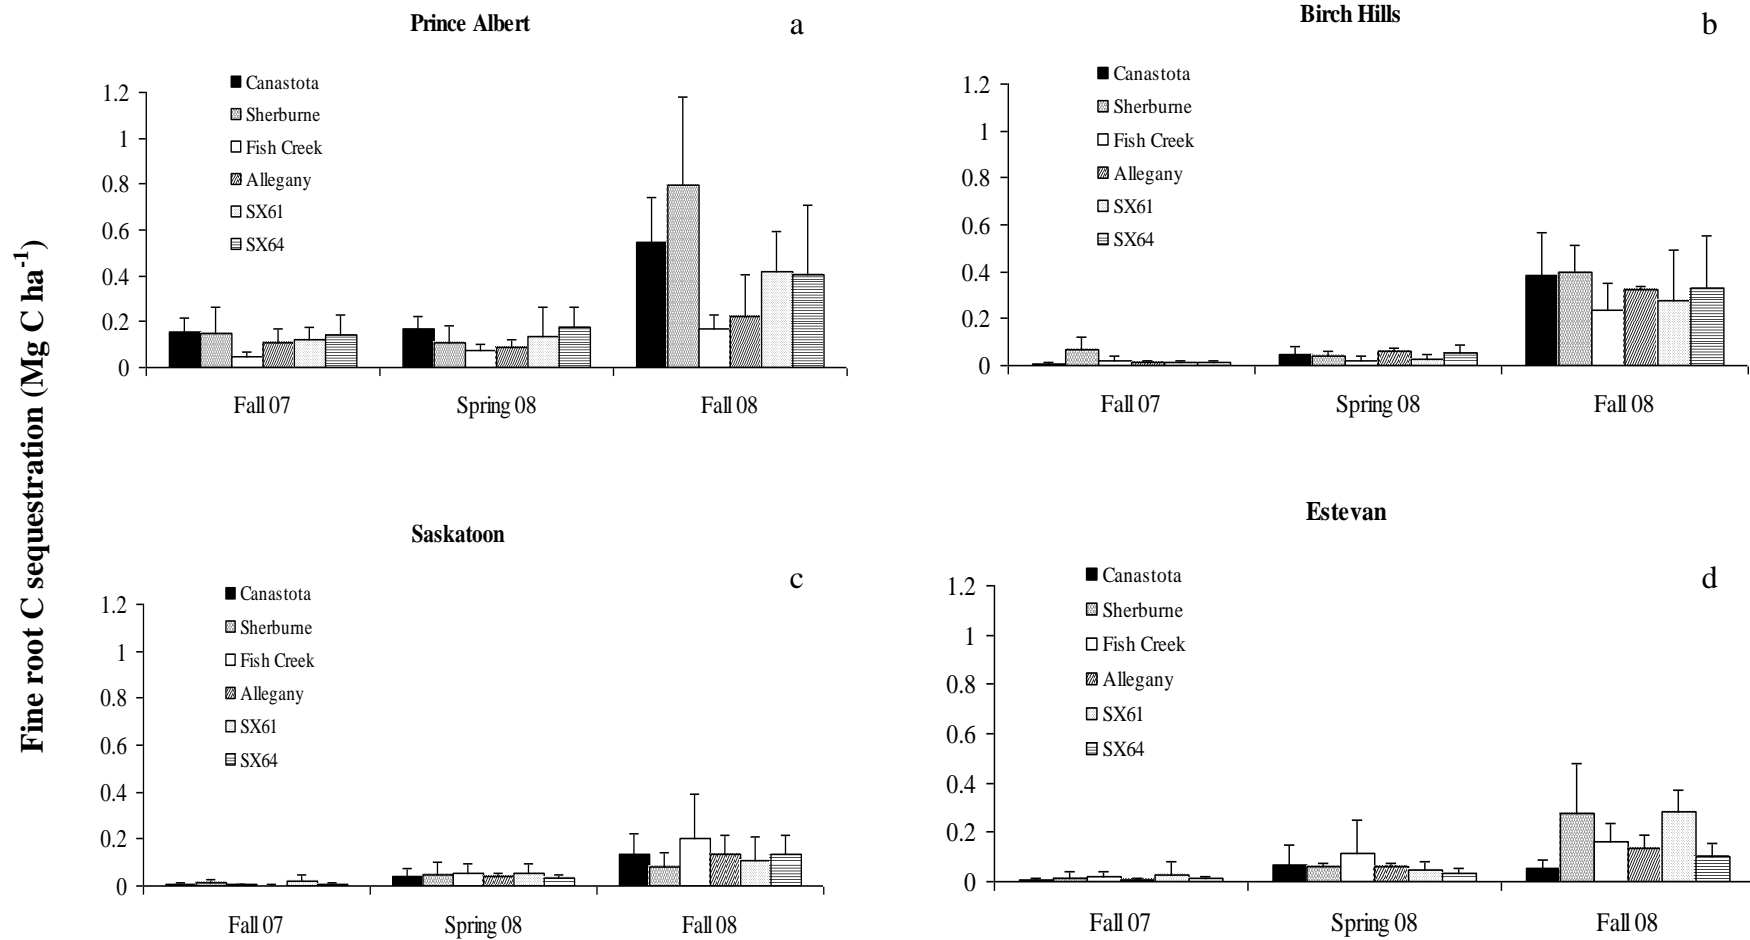 Fine root C sequestration (Mg C ha-1)
Prince Albert
a
Canastota
Sherburne
Fish Creek
Allegany
SX61
SX64
1.2
1
0.8
0.6
0.4
0.2
0
Fall 07
Spring 08
Fall 08
Birch Hills
b
Canastota
Sherburne
Fish Creek
Allegany
SX61
SX64
1.2
1
0.8
0.6
0.4
0.2
0
Fall 07
Spring 08
Fall 08
Saskatoon
c
Canastota
Sherburne
Fish Creek
Allegany
SX61
SX64
1.2
1
0.8
0.6
0.4
0.2
0
Fall 07
Spring 08
Fall 08
Estevan
d
Canastota
Sherburne
Fish Creek
Allegany
SX61
SX64
1.2
1
0.8
0.6
0.4
0.2
0
Fall 07
Spring 08
Fall 08